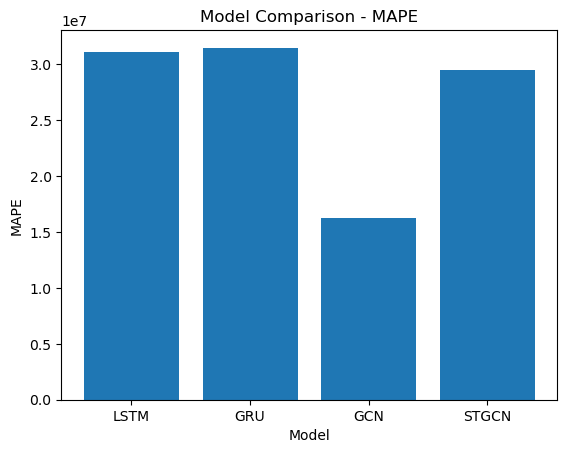 Model Comparison - MAPE
1e7
3.0
2.5
2.0
1.5
1.0
0.5
0.0
MAPE
LSTM GRU GCN STGCN
Model